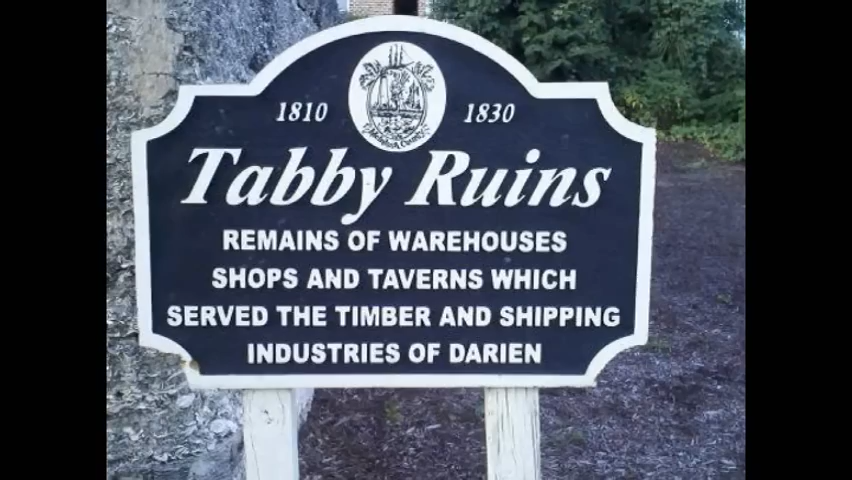 1810 1830
Tabby Ruins
REMAINS OF WAREHOUSES
SHOPS AND TAVERNS WHICH
SERVED THE TIMBER AND SHIPPING
INDUSTRIES OF DARIEN